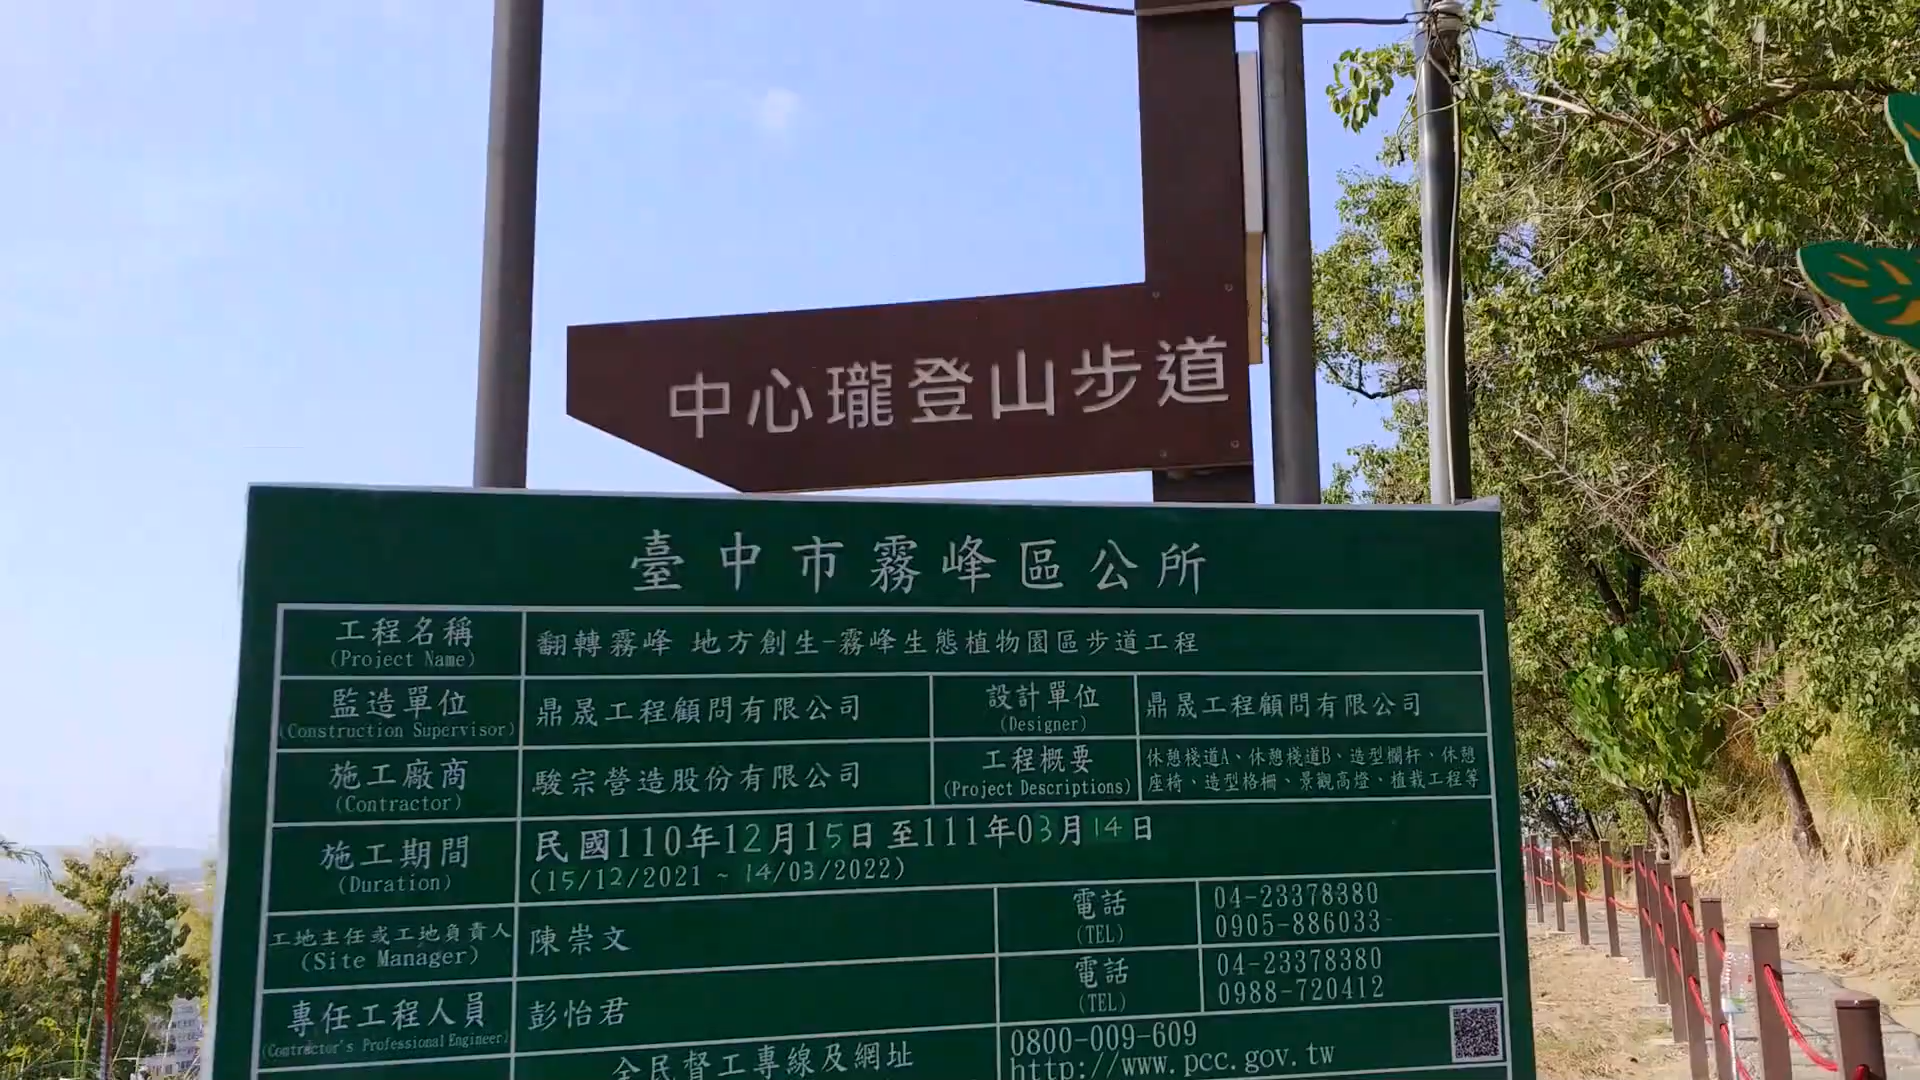 中心瓏登山步道
臺中市霧峰區公所
工程名稱
(Project Name)
翻轉霧峰 地方創生-霧峰生態植物園區步道工程
監造單位
(Construction Supervisor)
鼎晟工程顧問有限公司
設計單位
(Designer)
鼎晟工程顧問有限公司
施工廠商
(Contractor)
駿宗營造股份有限公司
工程概要
(Project Descriptions)
休憩棧道A、休憩棧道B、造型欄杆、休憩
座椅、造型格柵、景觀高燈、植栽工程等
施工期間
(Duration)
民國110年12月15日至111年03月14日
(15/12/2021 ~ 14/03/2022)
工地主任或工地負責人
(Site Manager)
陳崇文
電話
(TEL)
04-23378380
0905-886033
專任工程人員
(Contractor's Professional Engineer)
彭怡君
電話
(TEL)
04-23378380
0988-720412
全民督工專線及網址
0800-009-609
http://www.pcc.gov.tw